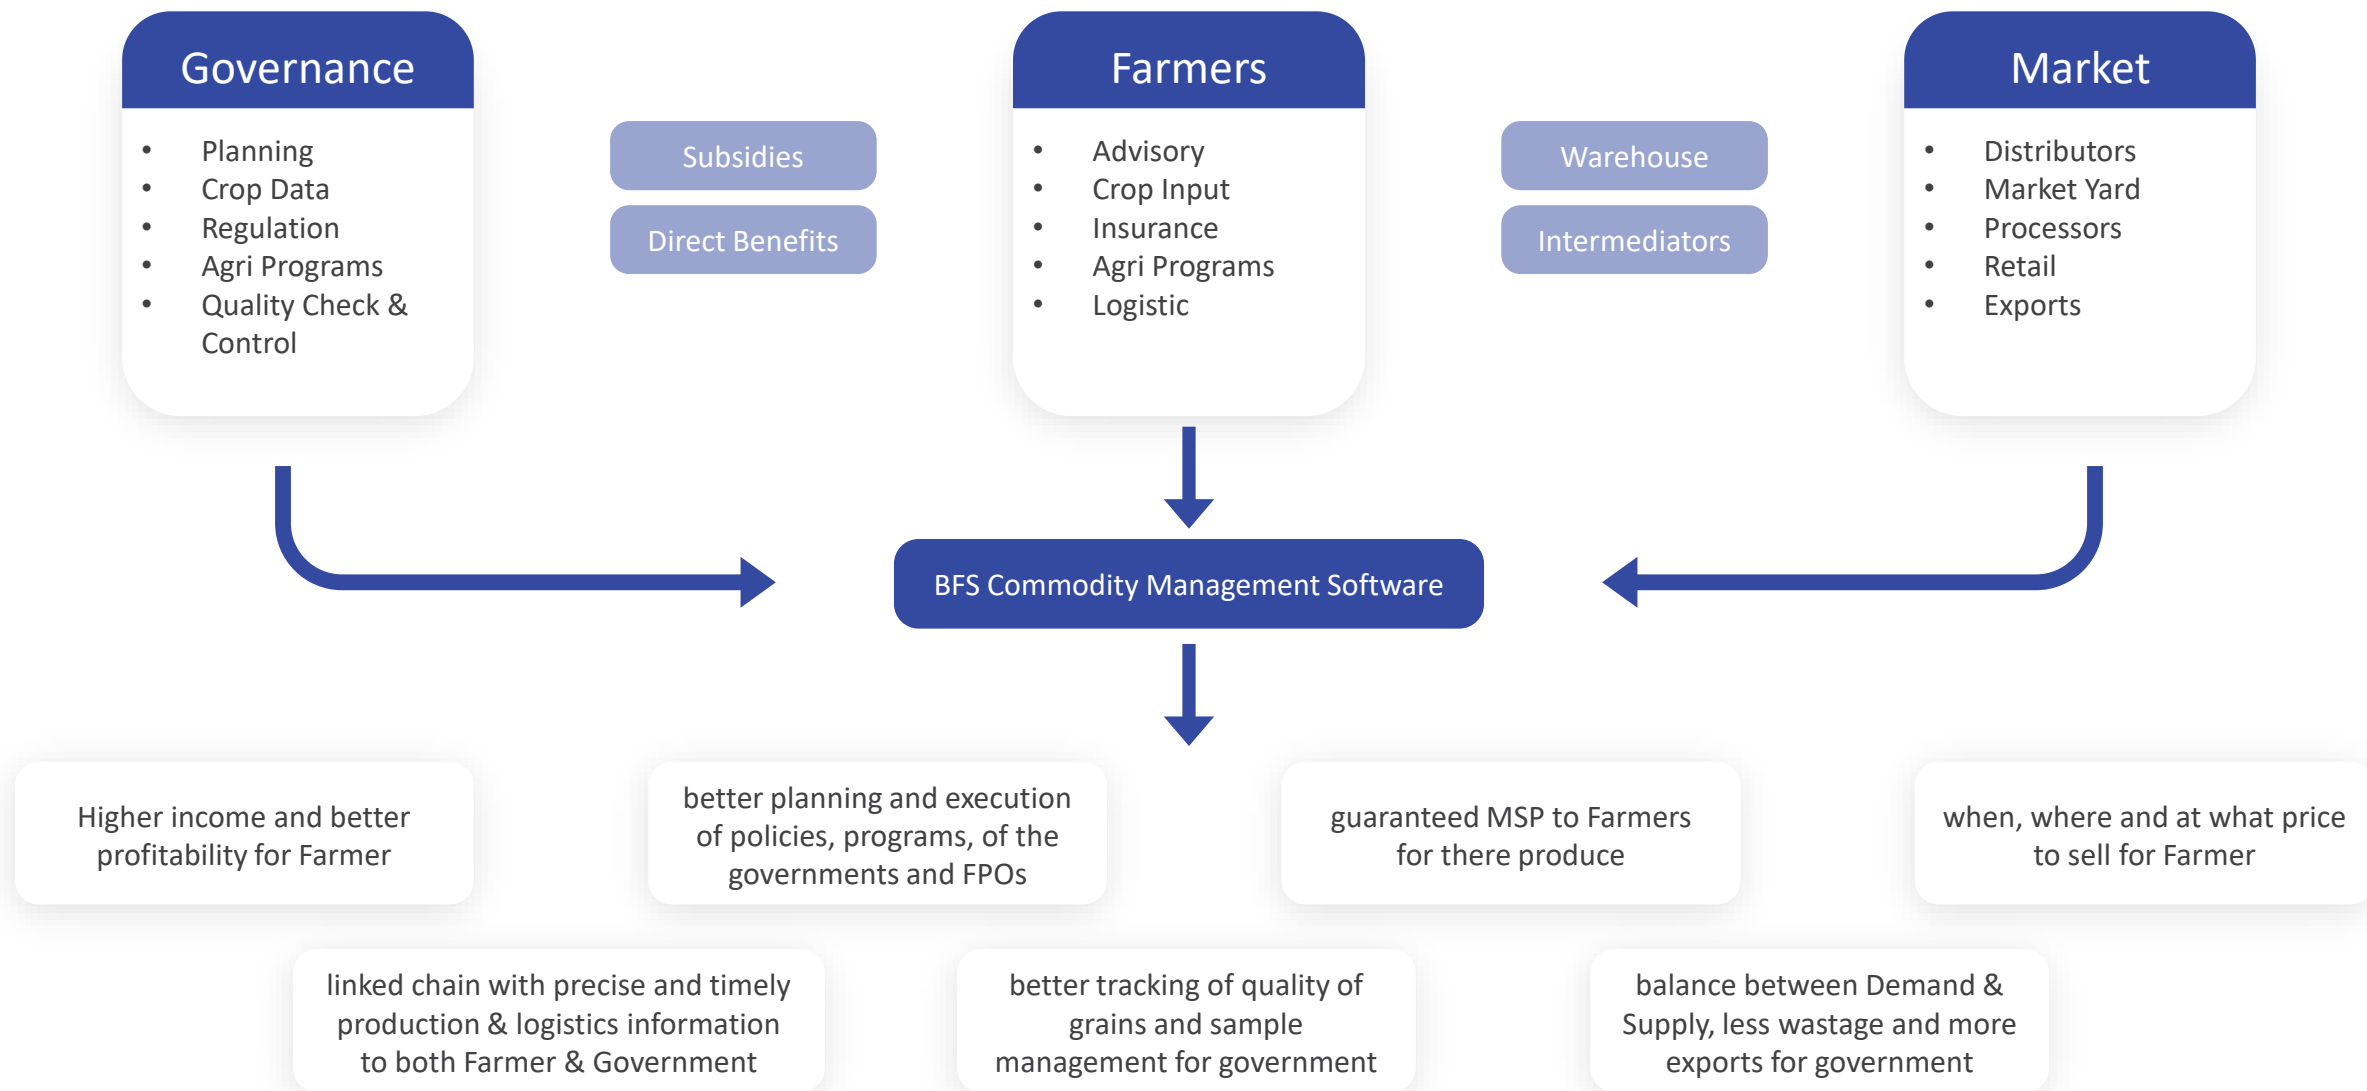 Governance
• Planning
• Crop Data
• Regulation
• Agri Programs
• Quality Check &
Control
Subsidies
Direct Benefits
Farmers
• Advisory
• Crop Input
• Insurance
• Agri Programs
• Logistic
Warehouse
Intermediators
Market
• Distributors
• Market Yard
• Processors
• Retail
• Exports
BFS Commodity Management Software
Higher income and better
profitability for Farmer
better planning and execution
of policies, programs, of the
governments and FPOs
guaranteed MSP to Farmers
for there produce
when, where and at what price
to sell for Farmer
linked chain with precise and timely
production & logistics information
to both Farmer & Government
better tracking of quality of
grains and sample
management for government
balance between Demand &
Supply, less wastage and more
exports for government